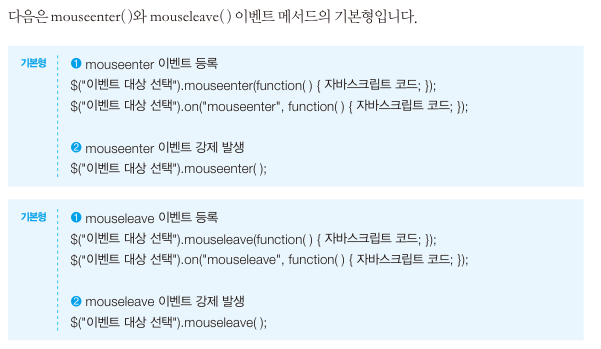 다음은 mouseenter( )와 mouseleave( ) 이벤트 메서드의 기본형입니다.
기본형 ❶ mouseenter 이벤트 등록
$("이벤트 대상 선택").mouseenter(function( ) { 자바스크립트 코드; });
$("이벤트 대상 선택").on("mouseenter", function( ) { 자바스크립트 코드; });
❷ mouseenter 이벤트 강제 발생
$("이벤트 대상 선택").mouseenter( );
기본형 ❶ mouseleave 이벤트 등록
$("이벤트 대상 선택").mouseleave(function( ) { 자바스크립트 코드; });
$("이벤트 대상 선택").on("mouseleave", function( ) { 자바스크립트 코드; });
❷ mouseleave 이벤트 강제 발생
$("이벤트 대상 선택").mouseleave( );